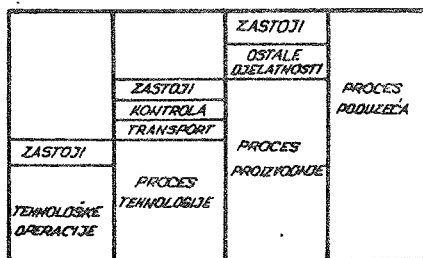 ZASTOJI
TEHNOLOŠKE
OPERACIJE
ZASTOJI
KONTROLA
TRANSPORT
PROCES
TEHNOLOGIJE
ZASTOJI
OSTALE
DJELATNOSTI
PROCES
PROIZVODNJE
PROCES
PODUZEĆA